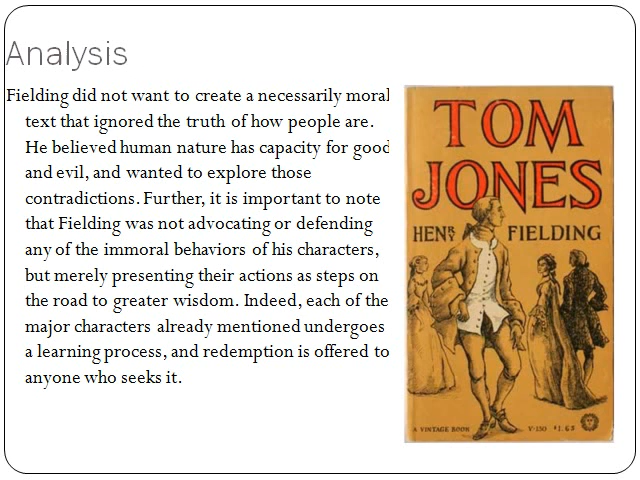 Analysis
Fielding did not want to create a necessarily moral
text that ignored the truth of how people are.
He believed human nature has capacity for good
and evil, and wanted to explore those
contradictions. Further, it is important to note
that Fielding was not advocating or defending
any of the immoral behaviors of his characters,
but merely presenting their actions as steps on
the road to greater wisdom. Indeed, each of the
major characters already mentioned undergoes
a learning process, and redemption is offered to
anyone who seeks it.
TOM
JONES
HENRY FIELDING
A VINTAGE BOOK V-150 $1.65